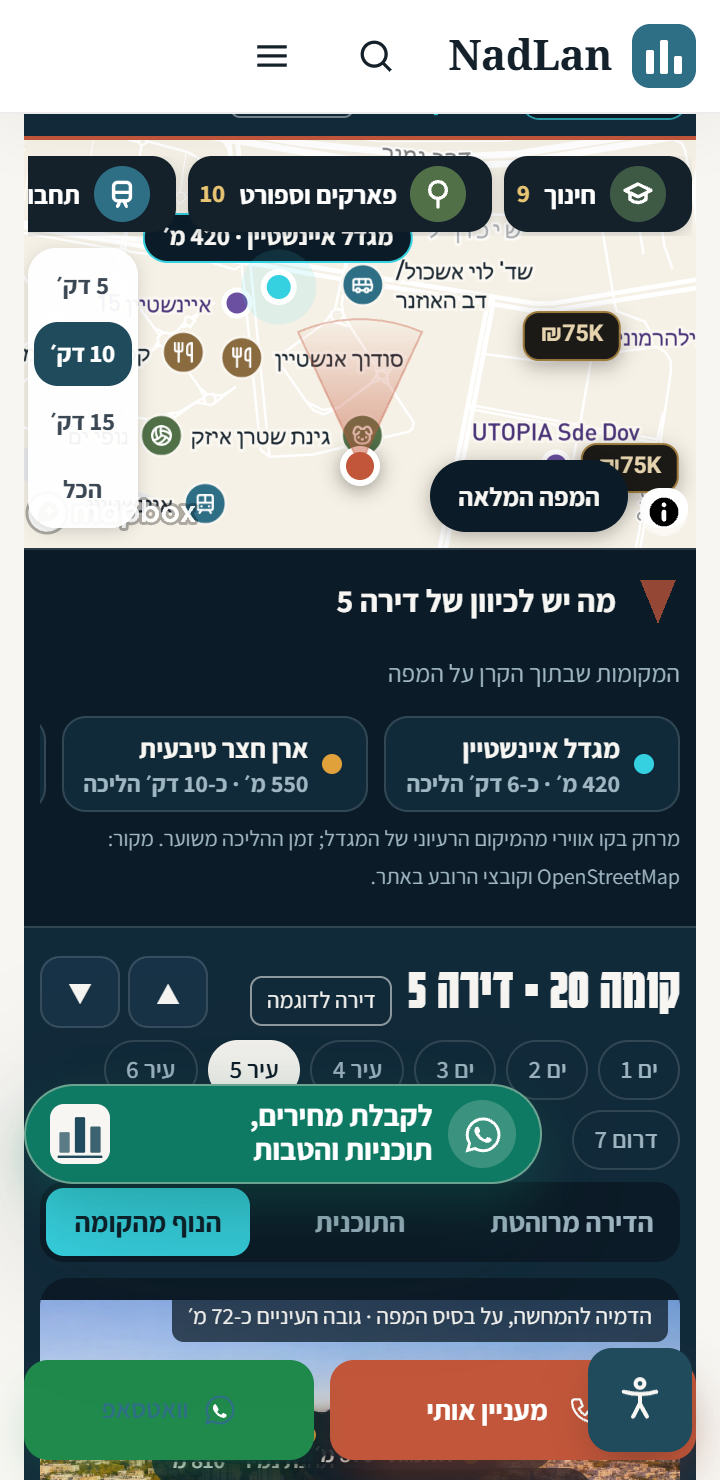 NadLan
חינוך 9
פארקים וספורט 10
תחבו
מגדל איינשטיין · 420 מ׳
5 דק׳
10 דק׳
15 דק׳
הכל
שד' לוי אשכול/
דב האוזנר
איינשטיין 15
₪75K
סודוך אנשטיין
גינת שטרן איזק
UTOPIA Sde Dov
₪75K
המפה המלאה
mapbox
מה יש לכיוון של דירה 5
המקומות שבתוך הקרן על המפה
מגדל איינשטיין
420 מ׳ · כ-6 דק׳ הליכה
ארן חצר טיבעית
550 מ׳ · כ-10 דק׳ הליכה
מרחק בקו אווירי מהמיקום הרעיוני של המגדל; זמן ההליכה משוער. מקור:
OpenStreetMap וקובצי הרובע באתר.
קומה 20 · דירה 5
דירה לדוגמה
▲
▼
ים 1
ים 2
ים 3
עיר 4
עיר 5
עיר 6
דרום 7
לקבלת מחירים,
תוכניות והטבות
הדירה מרוהטת
התוכנית
הנוף מהקומה
הדמיה להמחשה, על בסיס המפה · גובה העיניים כ-72 מ׳
מעניין אותי
וואטסאפ